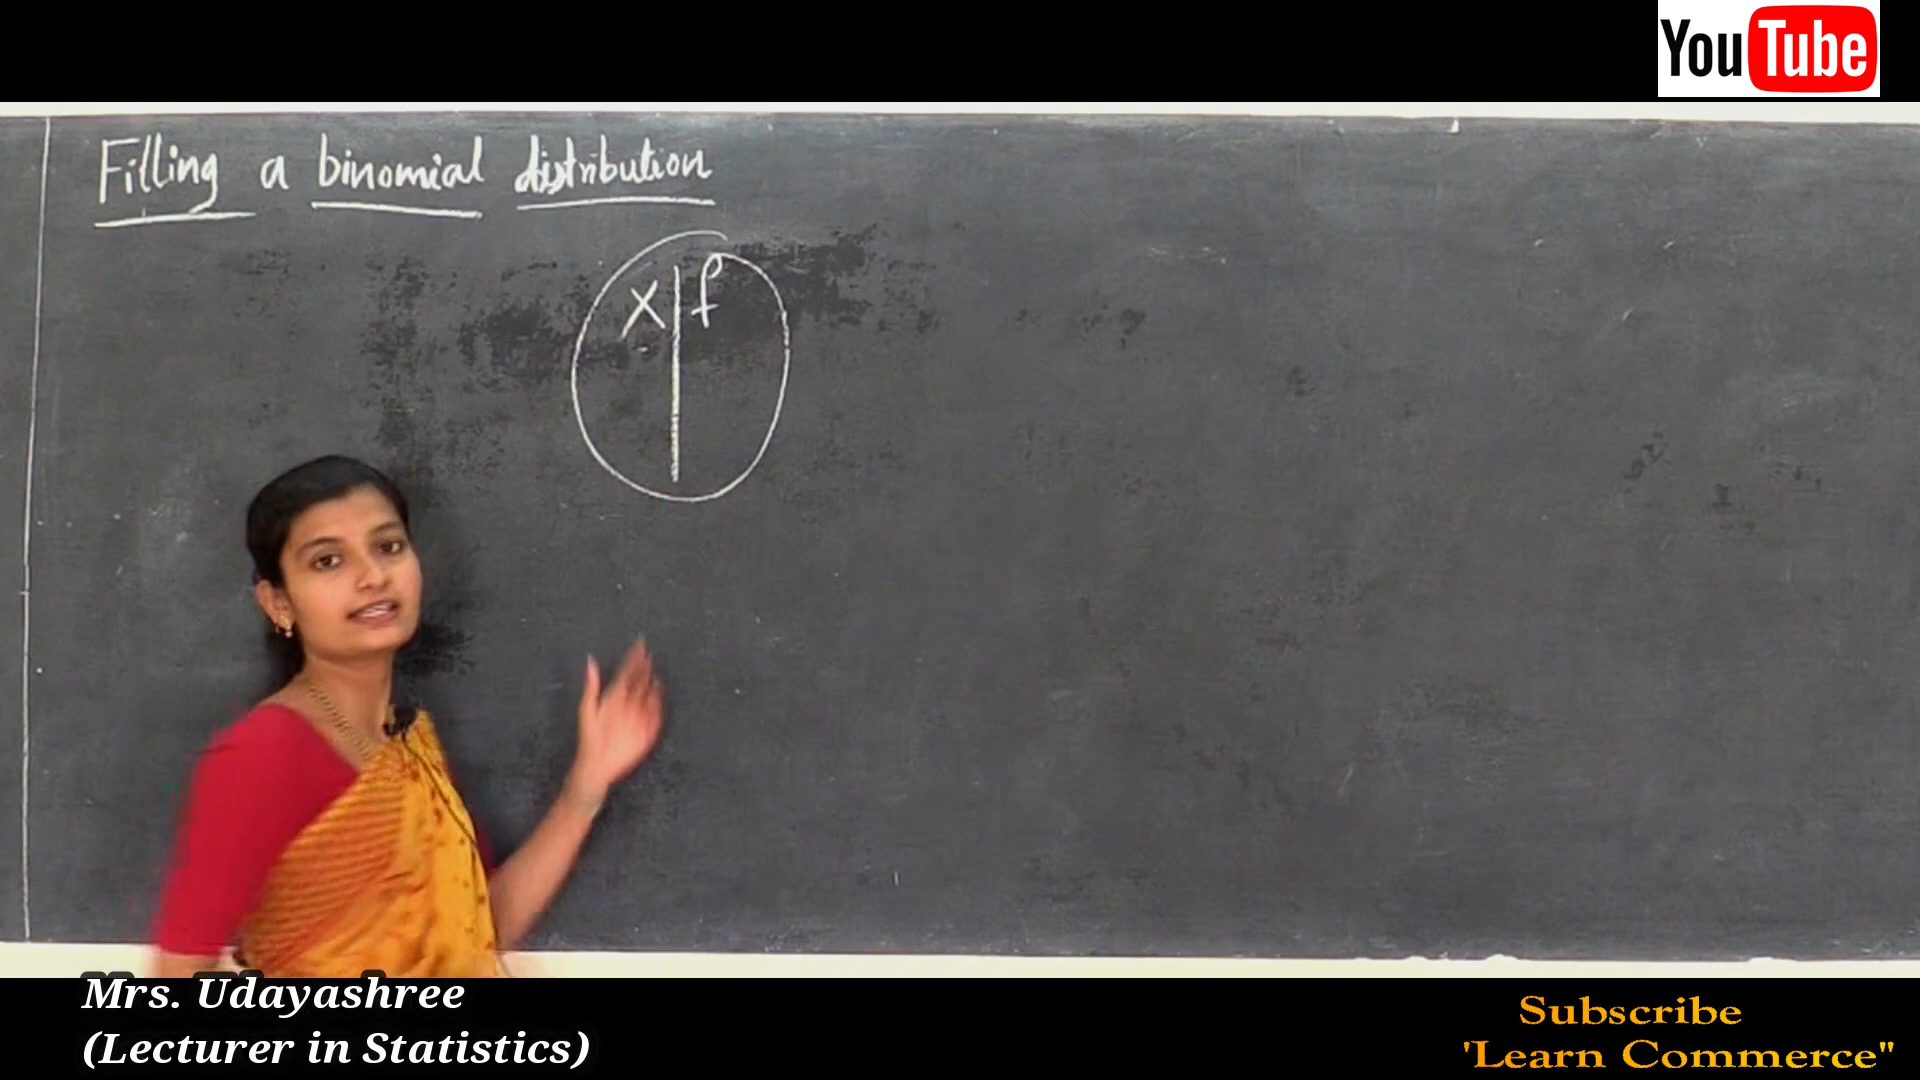 YouTube
Filling a binomial distribution
X f
Mrs. Udayashree
(Lecturer in Statistics)
Subscribe
'Learn Commerce"